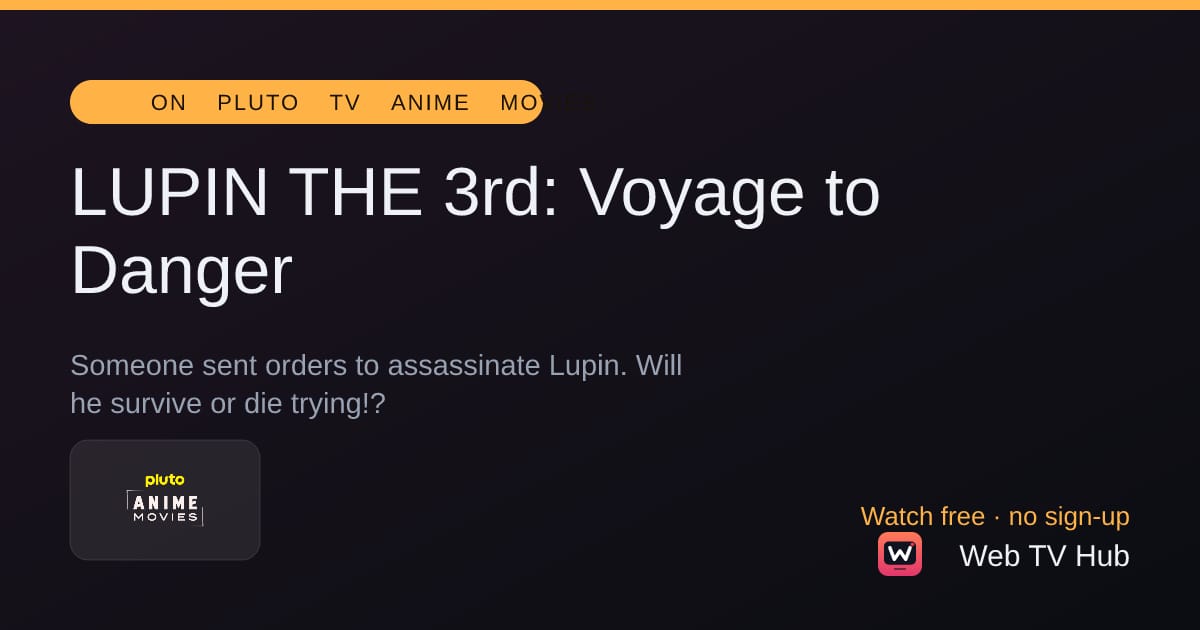 ON PLUTO TV ANIME MOVIES
LUPIN THE 3rd: Voyage to
Danger
Someone sent orders to assassinate Lupin. Will
he survive or die trying!?
pluto
ANIME
MOVIES
Watch free · no sign-up
W
Web TV Hub